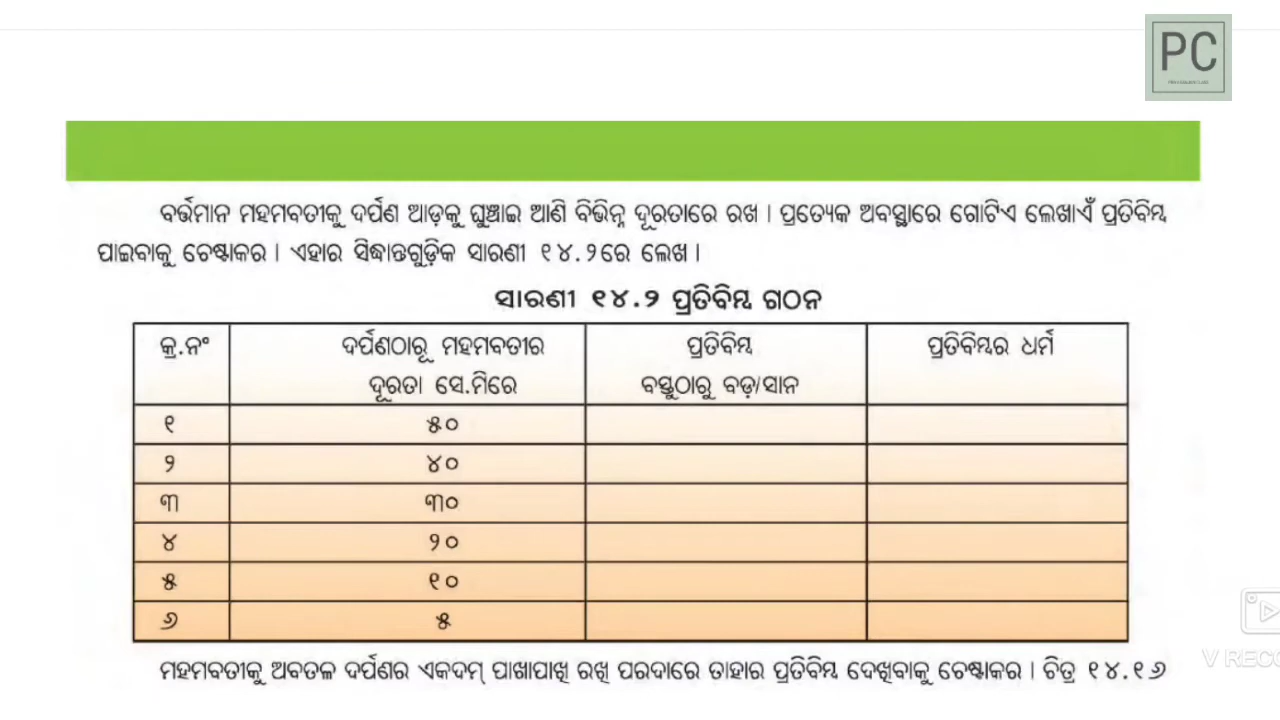 PC
ବର୍ତ୍ତମାନ ମହମବତୀକୁ ଦର୍ପଣ ଆଡ଼କୁ ଘୁଞ୍ଚାଇ ଆଣି ବିଭିନ୍ନ ଦୂରତାରେ ରଖ । ପ୍ରତ୍ୟେକ ଅବସ୍ଥାରେ ଗୋଟିଏ ଲେଖାଏଁ ପ୍ରତିବିମ୍ବ
ପାଇବାକୁ ଚେଷ୍ଟାକର । ଏହାର ସିଦ୍ଧାନ୍ତଗୁଡ଼ିକ ସାରଣୀ ୧୪.୨ରେ ଲେଖ ।
ସାରଣୀ ୧୪.୨ ପ୍ରତିବିମ୍ବ ଗଠନ
କ୍ର.ନଂ ଦର୍ପଣଠାରୁ ମହମବତୀର ପ୍ରତିବିମ୍ବ ପ୍ରତିବିମ୍ବର ଧର୍ମ
ଦୂରତା ସେ.ମିରେ ବସ୍ତୁଠାରୁ ବଡ଼/ସାନ
୧ ୫୦
୨ ୪୦
୩ ୩୦
୪ ୨୦
୫ ୧୦
୬ ୫
ମହମବତୀକୁ ଅବତଳ ଦର୍ପଣର ଏକଦମ୍ ପାଖାପାଖି ରଖି ପରଦାରେ ତାହାର ପ୍ରତିବିମ୍ବ ଦେଖିବାକୁ ଚେଷ୍ଟାକର । ଚିତ୍ର ୧୪.୧୬